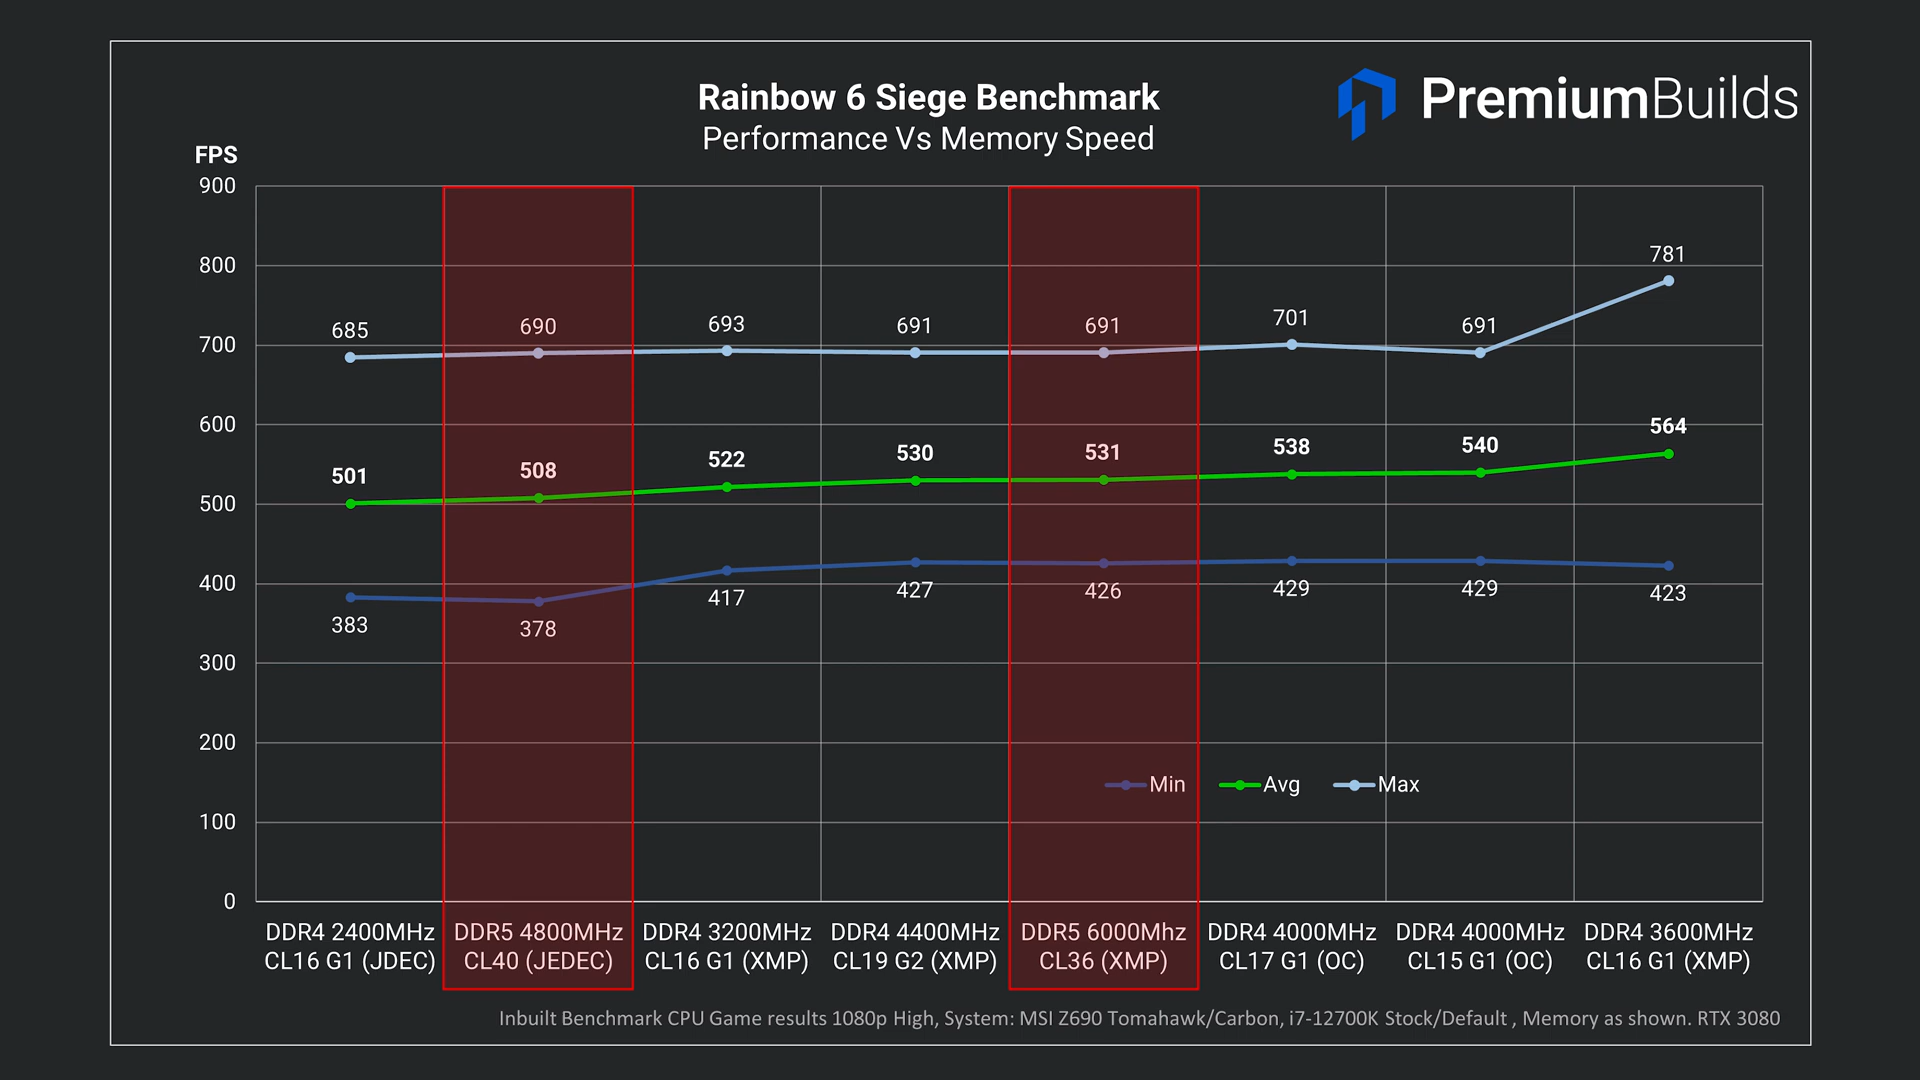 Rainbow 6 Siege Benchmark
Performance Vs Memory Speed
PremiumBuilds
FPS
900
800
700
600
500
400
300
200
100
0
685
690
693
691
691
701
691
781
501
508
522
530
531
538
540
564
383
378
417
427
426
429
429
423
Min
Avg
Max
DDR4 2400MHz
CL16 G1 (JDEC)
DDR5 4800MHz
CL40 (JEDEC)
DDR4 3200MHz
CL16 G1 (XMP)
DDR4 4400MHz
CL19 G2 (XMP)
DDR5 6000Mhz
CL36 (XMP)
DDR4 4000MHz
CL17 G1 (OC)
DDR4 4000MHz
CL15 G1 (OC)
DDR4 3600MHz
CL16 G1 (XMP)
Inbuilt Benchmark CPU Game results 1080p High, System: MSI Z690 Tomahawk/Carbon, i7-12700K Stock/Default , Memory as shown. RTX 3080